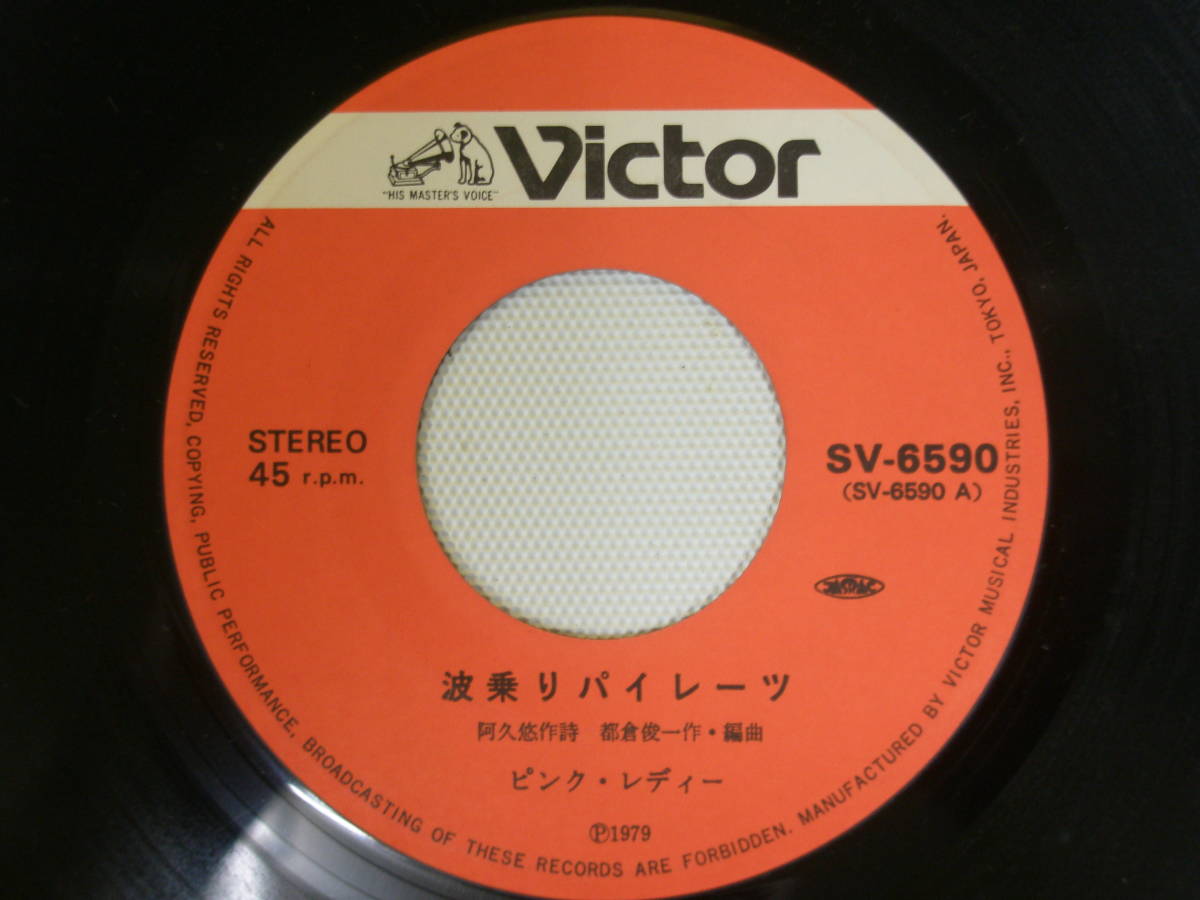 Victor
"HIS MASTER'S VOICE"
STEREO
45 r.p.m.
SV-6590
(SV-6590 A)
JASRAC
波乗りパイレーツ
阿久悠作詩 都倉俊一作・編曲
ピンク・レディー
Ⓟ1979
ALL RIGHTS RESERVED, COPYING, PUBLIC PERFORMANCE, BROADCASTING OF THESE RECORDS ARE FORBIDDEN. MANUFACTURED BY VICTOR MUSICAL INDUSTRIES, INC., TOKYO, JAPAN.